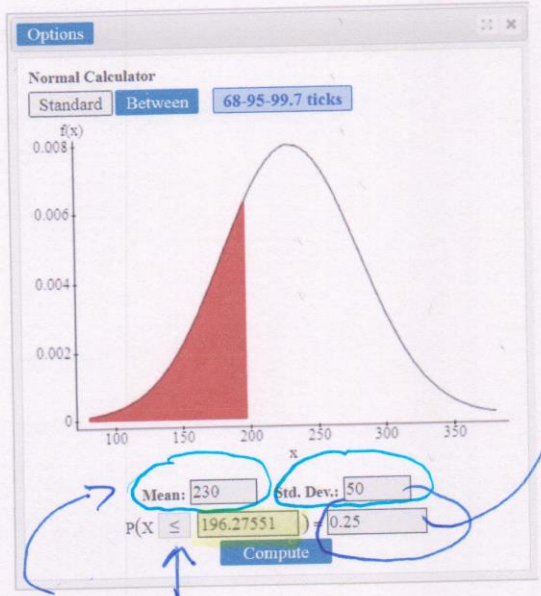 Options
Normal Calculator
Standard Between 68-95-99.7 ticks
f(x)
0.008
0.006
0.004
0.002
0
100 150 200 250 300 350
x
Mean: 230 Std. Dev.: 50
P(X ≤ 196.27551 ) = 0.25
Compute